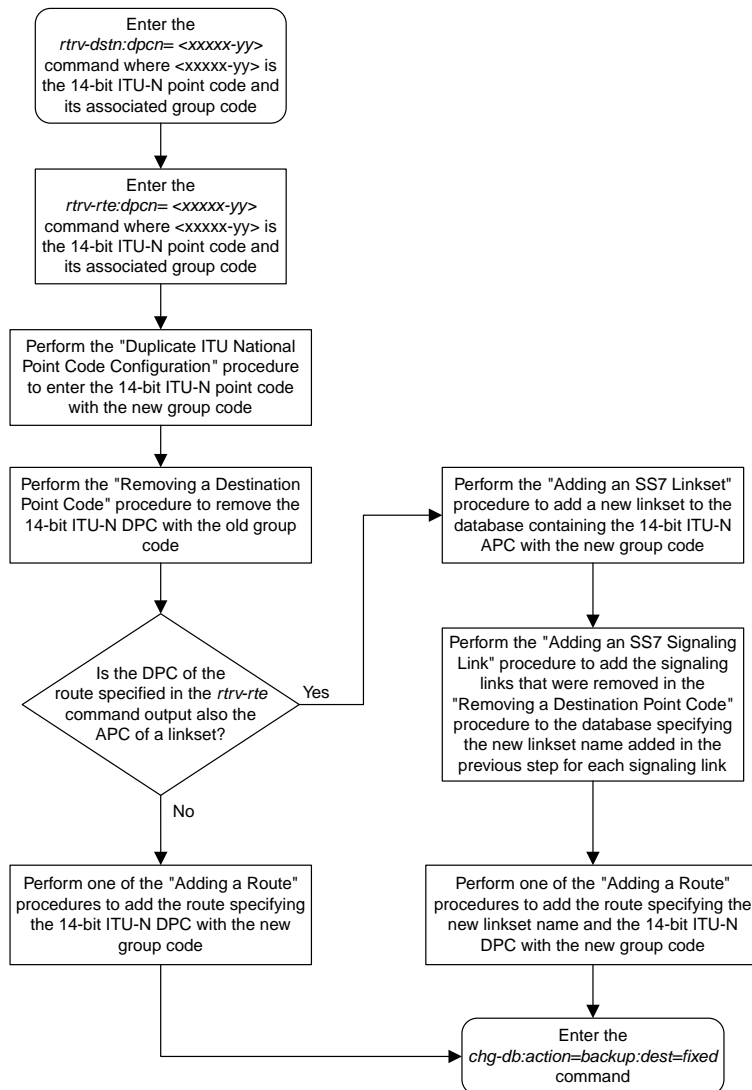 Enter the
rtrv-dstn:dpcn= <xxxxx-yy>
command where <xxxxx-yy> is
the 14-bit ITU-N point code and
its associated group code
Enter the
rtrv-rte:dpcn= <xxxxx-yy>
command where <xxxxx-yy> is
the 14-bit ITU-N point code and
its associated group code
Perform the "Duplicate ITU National
Point Code Configuration" procedure
to enter the 14-bit ITU-N point code
with the new group code
Perform the "Removing a Destination
Point Code" procedure to remove the
14-bit ITU-N DPC with the old group
code
Is the DPC of the
route specified in the rtrv-rte
command output also the
APC of a linkset?
Yes
No
Perform the "Adding an SS7 Linkset"
procedure to add a new linkset to the
database containing the 14-bit ITU-N
APC with the new group code
Perform the "Adding an SS7 Signaling
Link" procedure to add the signaling
links that were removed in the
"Removing a Destination Point Code"
procedure to the database specifying
the new linkset name added in the
previous step for each signaling link
Perform one of the "Adding a Route"
procedures to add the route specifying
the 14-bit ITU-N DPC with the new
group code
Perform one of the "Adding a Route"
procedures to add the route specifying the
new linkset name and the 14-bit ITU-N
DPC with the new group code
Enter the
chg-db:action=backup:dest=fixed
command